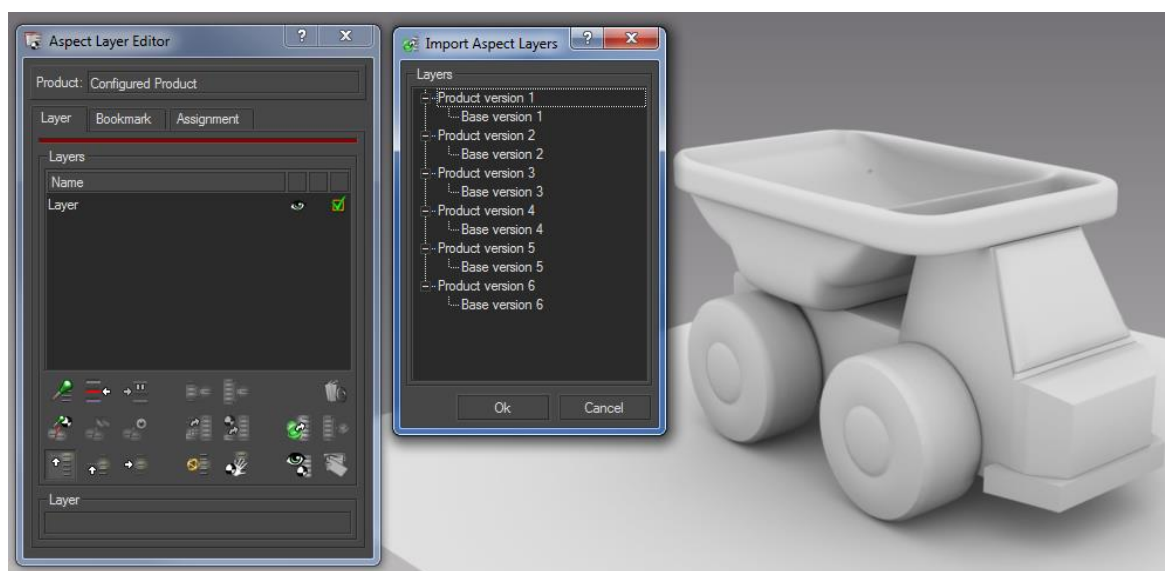 Aspect Layer Editor
Product: Configured Product
Layer Bookmark Assignment
Layers
Name
Layer
Layer
Import Aspect Layers
Layers
Product version 1
Base version 1
Product version 2
Base version 2
Product version 3
Base version 3
Product version 4
Base version 4
Product version 5
Base version 5
Product version 6
Base version 6
Ok Cancel